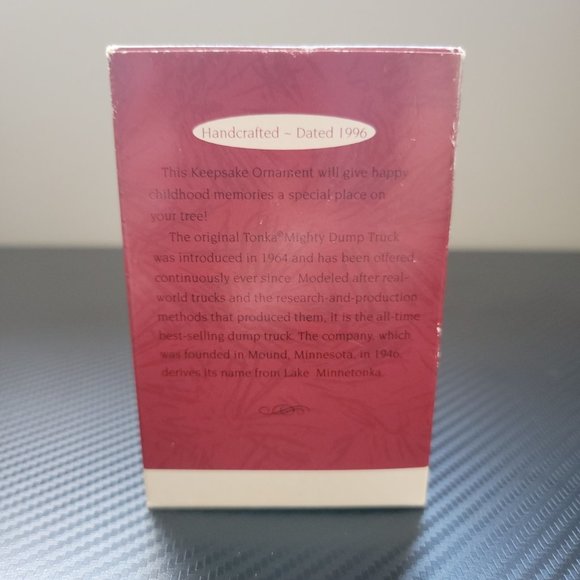 Handcrafted ~ Dated 1996
This Keepsake Ornament will give happy
childhood memories a special place on
your tree!
The original Tonka® Mighty Dump Truck
was introduced in 1964 and has been offered
continuously ever since. Modeled after real-
world trucks and the research-and-production
methods that produced them, it is the all-time
best-selling dump truck. The company, which
was founded in Mound, Minnesota, in 1946,
derives its name from Lake Minnetonka.